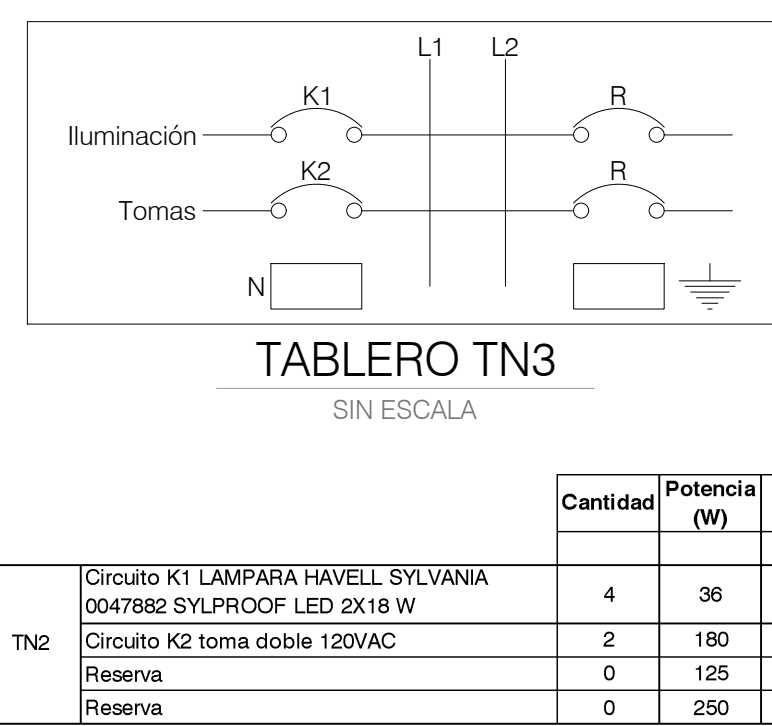 L1 L2
K1 R
Iluminación
K2 R
Tomas
N
TABLERO TN3
SIN ESCALA
Cantidad Potencia (W)
TN2
Circuito K1 LAMPARA HAVELL SYLVANIA
0047882 SYLPROOF LED 2X18 W 4 36
Circuito K2 toma doble 120VAC 2 180
Reserva 0 125
Reserva 0 250